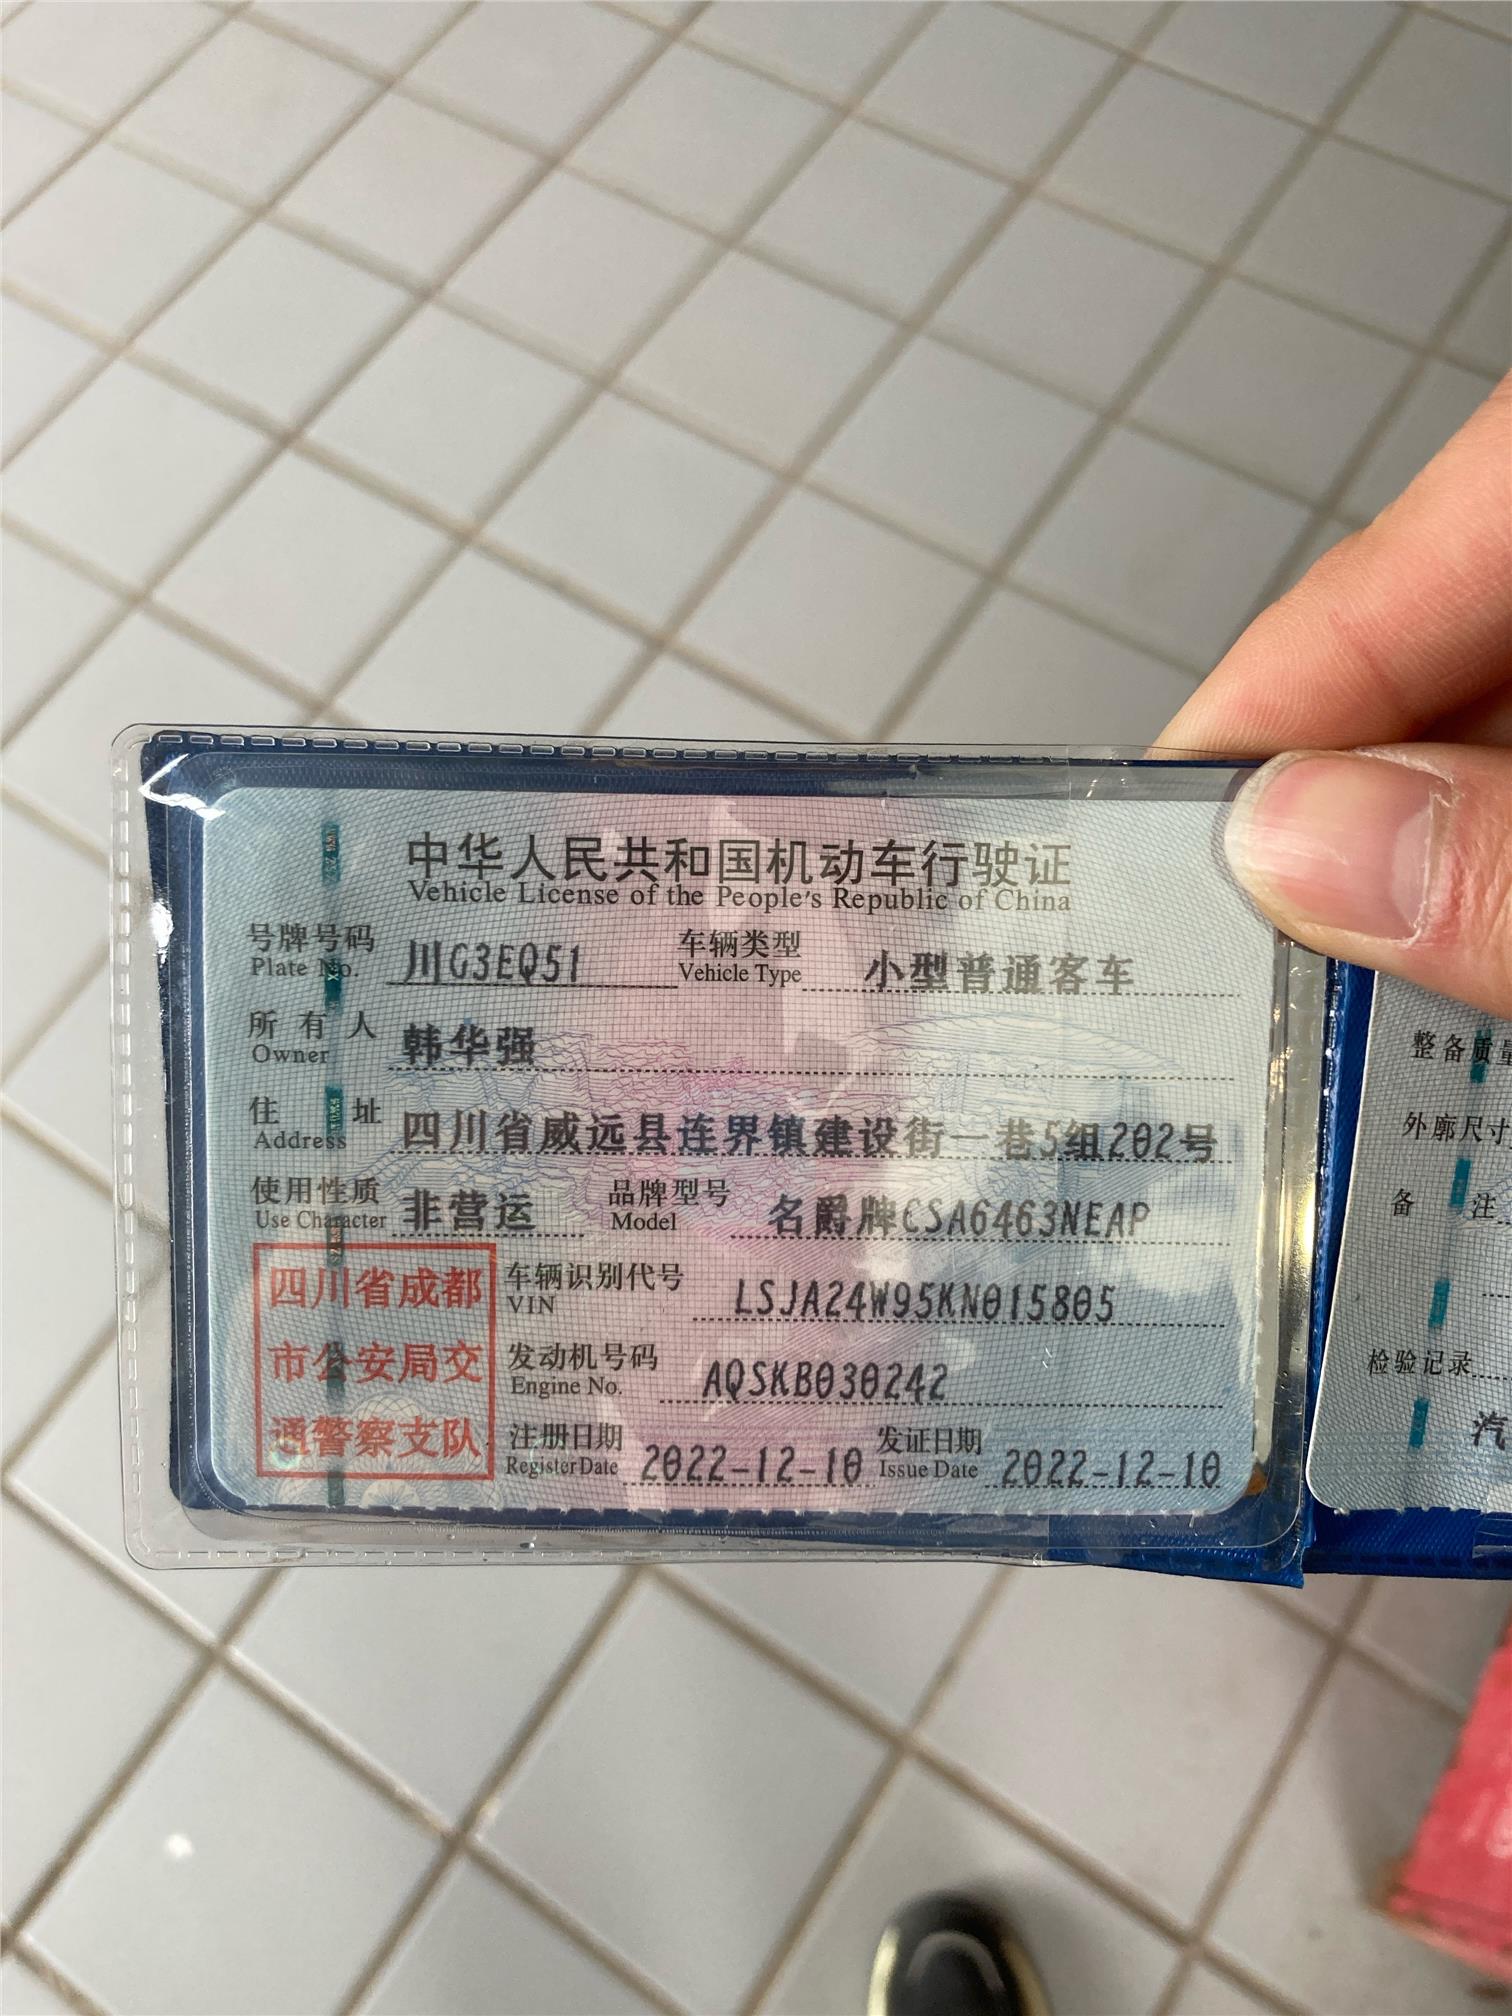 中华人民共和国机动车行驶证
Vehicle License of the People's Republic of China
号牌号码 川G3EQ51 车辆类型 小型普通客车
Plate No. Vehicle Type
所有人 韩华强
Owner
住址 四川省威远县连界镇建设街一巷5组202号
Address
使用性质 非营运 品牌型号 名爵牌CSA6463NEAP
Use Character Model
四川省成都
市公安局交
通警察支队
车辆识别代号 LSJA24W95KN015805
VIN
发动机号码 AQSKB030242
Engine No.
注册日期 2022-12-10 发证日期 2022-12-10
Register Date Issue Date
整备质量
外廓尺寸
备注
检验记录
汽